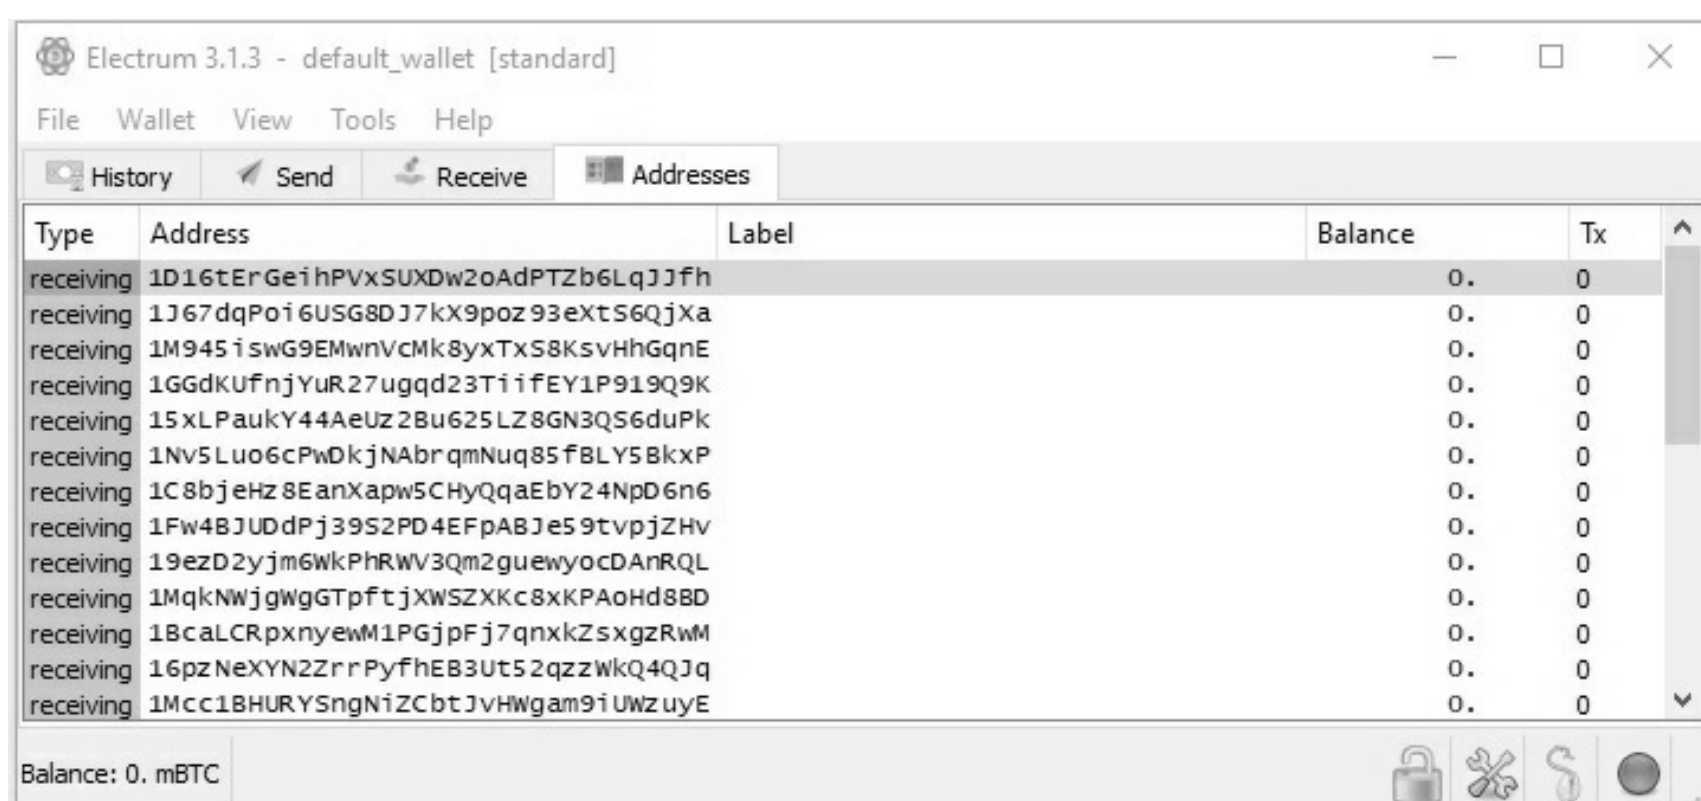 Electrum 3.1.3 - default_wallet [standard]
File Wallet View Tools Help
History Send Receive Addresses
Type Address Label Balance Tx
receiving 1D16tErGeihPVxSUXDw2oAdPTZb6LqJJfh 0. 0
receiving 1J67dqPoi6USG8DJ7kX9poz93eXtS6QjXa 0. 0
receiving 1M945iswG9EMwnVcMk8yxTxS8KsvHhGqnE 0. 0
receiving 1GGdKUfnjYuR27ugqd23TiifEY1P919Q9K 0. 0
receiving 15xLPaukY44AeUz2Bu625LZ8GN3QS6duPk 0. 0
receiving 1Nv5Luo6cPwDkjNAbrqmNuq85fBLY5BkxP 0. 0
receiving 1C8bjeHz8EanXapw5CHyQqaEbY24NpD6n6 0. 0
receiving 1Fw4BJUDdPj39S2PD4EFpABJe59tvpjZHv 0. 0
receiving 19ezD2yjm6WkPhRWV3Qm2guewyocDAnRQL 0. 0
receiving 1MqkNWjgWgGTpftjXWSZXKc8xKPAoHd8BD 0. 0
receiving 1BcaLCRpxnyewM1PGjpFj7qnxkZsxgzRwM 0. 0
receiving 16pzNeXYN2ZrrPyfhEB3Ut52qzzWkQ4QJq 0. 0
receiving 1Mcc1BHURYSngNiZCbtJvHWgam9iUWzuyE 0. 0
Balance: 0. mBTC